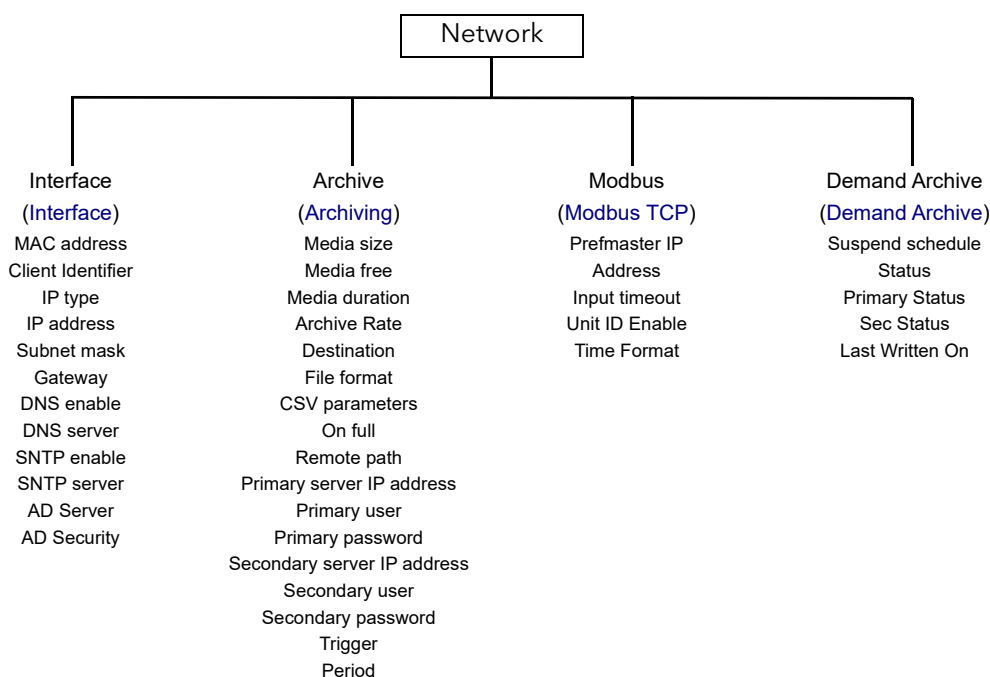 Network
Interface
(Interface)
MAC address
Client Identifier
IP type
IP address
Subnet mask
Gateway
DNS enable
DNS server
SNTP enable
SNTP server
AD Server
AD Security
Archive
(Archiving)
Media size
Media free
Media duration
Archive Rate
Destination
File format
CSV parameters
On full
Remote path
Primary server IP address
Primary user
Primary password
Secondary server IP address
Secondary user
Secondary password
Trigger
Period
Modbus
(Modbus TCP)
Prefmaster IP
Address
Input timeout
Unit ID Enable
Time Format
Demand Archive
(Demand Archive)
Suspend schedule
Status
Primary Status
Sec Status
Last Written On